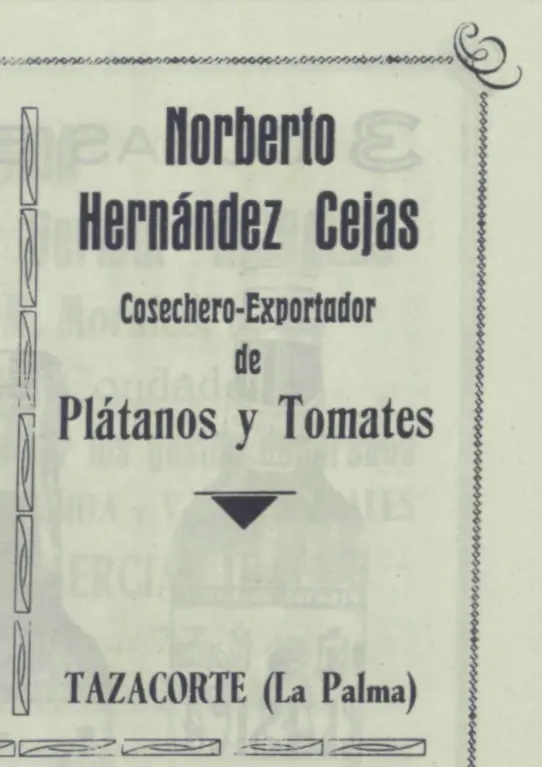 Norberto
Hernández Cejas
Cosechero-Exportador
de
Plátanos y Tomates
TAZACORTE (La Palma)